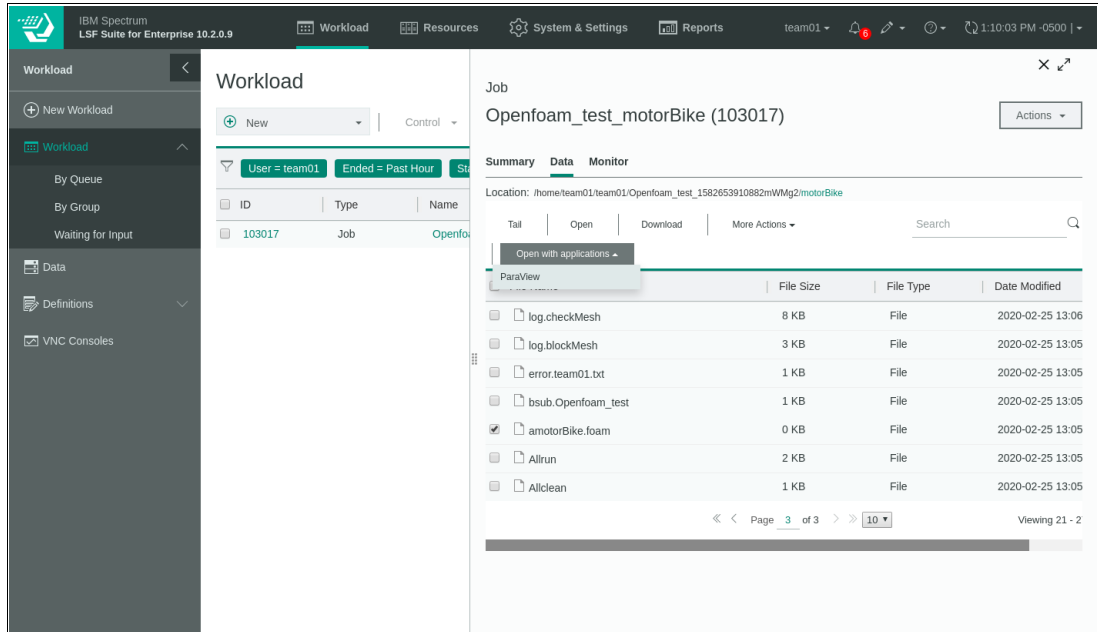 IBM Spectrum
LSF Suite for Enterprise 10.2.0.9
Workload
Resources
System & Settings
Reports
team01
6
1:10:03 PM -0500 |
Workload
New Workload
Workload
By Queue
By Group
Waiting for Input
Data
Definitions
VNC Consoles
Workload
New
Control
User = team01
Ended = Past Hour
Sta
ID Type Name
103017 Job Openfoa
Job
Openfoam_test_motorBike (103017)
Actions
Summary Data Monitor
Location: /home/team01/team01/Openfoam_test_1582653910882mWMg2/motorBike
Tail Open Download More Actions Search
Open with applications
ParaView
File Size File Type Date Modified
log.checkMesh 8 KB File 2020-02-25 13:06
log.blockMesh 3 KB File 2020-02-25 13:05
error.team01.txt 1 KB File 2020-02-25 13:05
bsub.Openfoam_test 1 KB File 2020-02-25 13:05
amotorBike.foam 0 KB File 2020-02-25 13:05
Allrun 2 KB File 2020-02-25 13:05
Allclean 1 KB File 2020-02-25 13:05
Page 3 of 3 10 Viewing 21 - 2